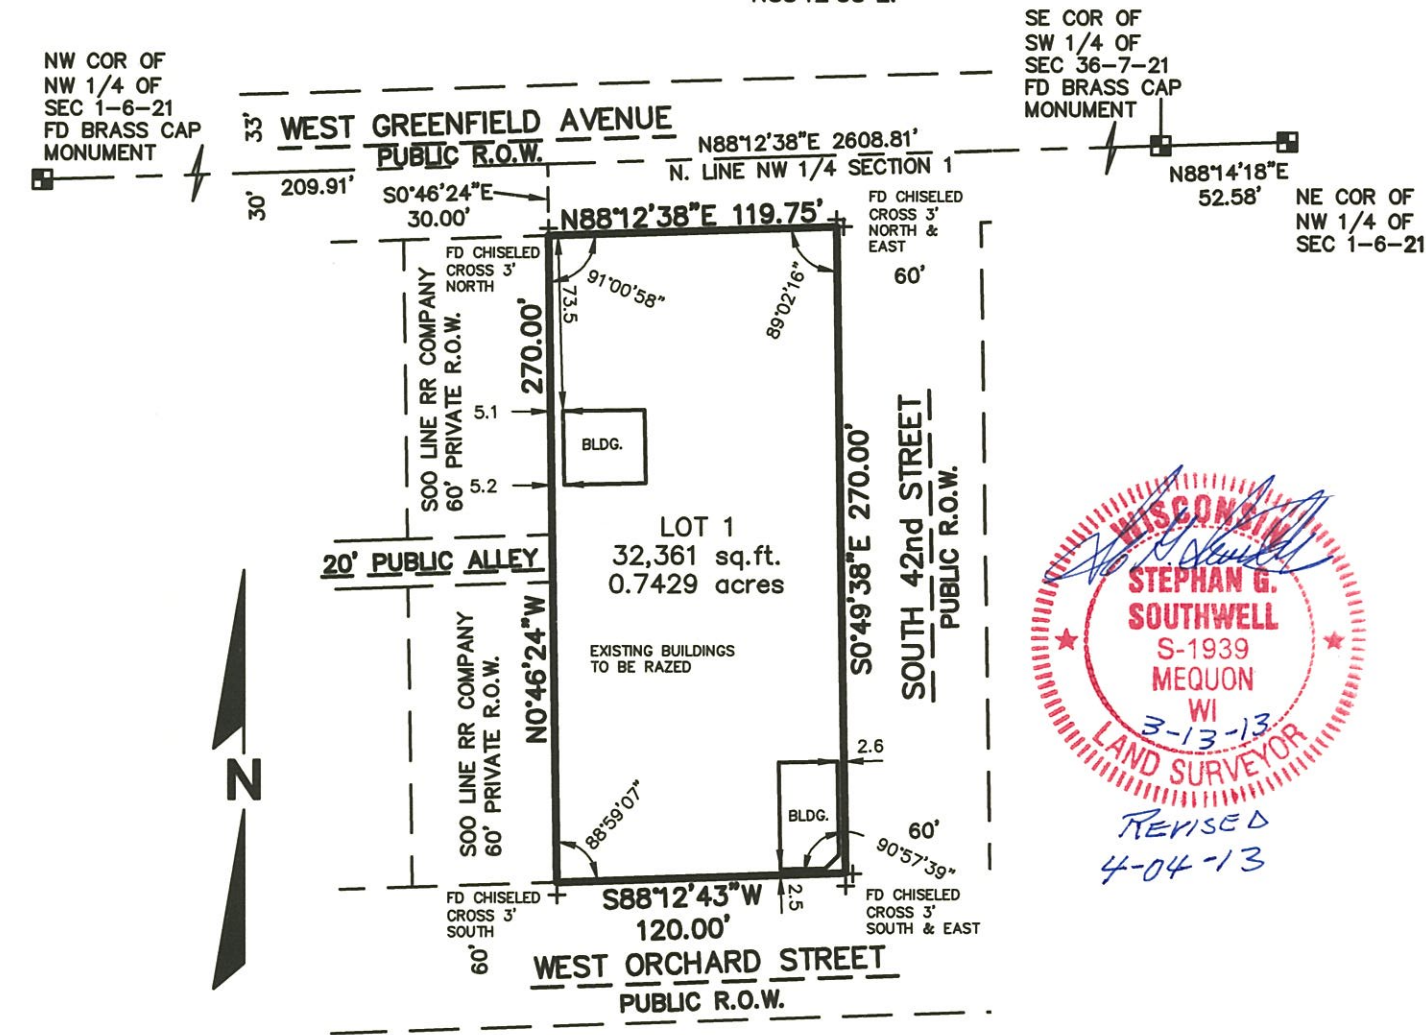 SE COR OF
SW 1/4 OF
SEC 36-7-21
FD BRASS CAP
MONUMENT
NW COR OF
NW 1/4 OF
SEC 1-6-21
FD BRASS CAP
MONUMENT
33'
WEST GREENFIELD AVENUE
PUBLIC R.O.W.
N88°12'38"E 2608.81'
N. LINE NW 1/4 SECTION 1
N88°14'18"E
52.58'
NE COR OF
NW 1/4 OF
SEC 1-6-21
30'
209.91'
S0°46'24"E
30.00'
N88°12'38"E 119.75'
FD CHISELED
CROSS 3'
NORTH &
EAST
60'
FD CHISELED
CROSS 3'
NORTH
91°00'58"
89°02'16"
73.5
270.00'
SOO LINE RR COMPANY
60' PRIVATE R.O.W.
5.1
BLDG.
5.2
LOT 1
32,361 sq.ft.
0.7429 acres
S0°49'38"E 270.00'
SOUTH 42nd STREET
PUBLIC R.O.W.
20' PUBLIC ALLEY
N0°46'24"W
SOO LINE RR COMPANY
60' PRIVATE R.O.W.
EXISTING BUILDINGS
TO BE RAZED
N
2.6
BLDG.
60'
88°59'07"
90°57'39"
FD CHISELED
CROSS 3'
SOUTH
60'
S88°12'43"W
120.00'
2.5
FD CHISELED
CROSS 3'
SOUTH & EAST
WEST ORCHARD STREET
PUBLIC R.O.W.
WISCONSIN
STEPHAN G.
SOUTHWELL
S-1939
MEQUON
WI
3-13-13
LAND SURVEYOR
REVISED
4-04-13